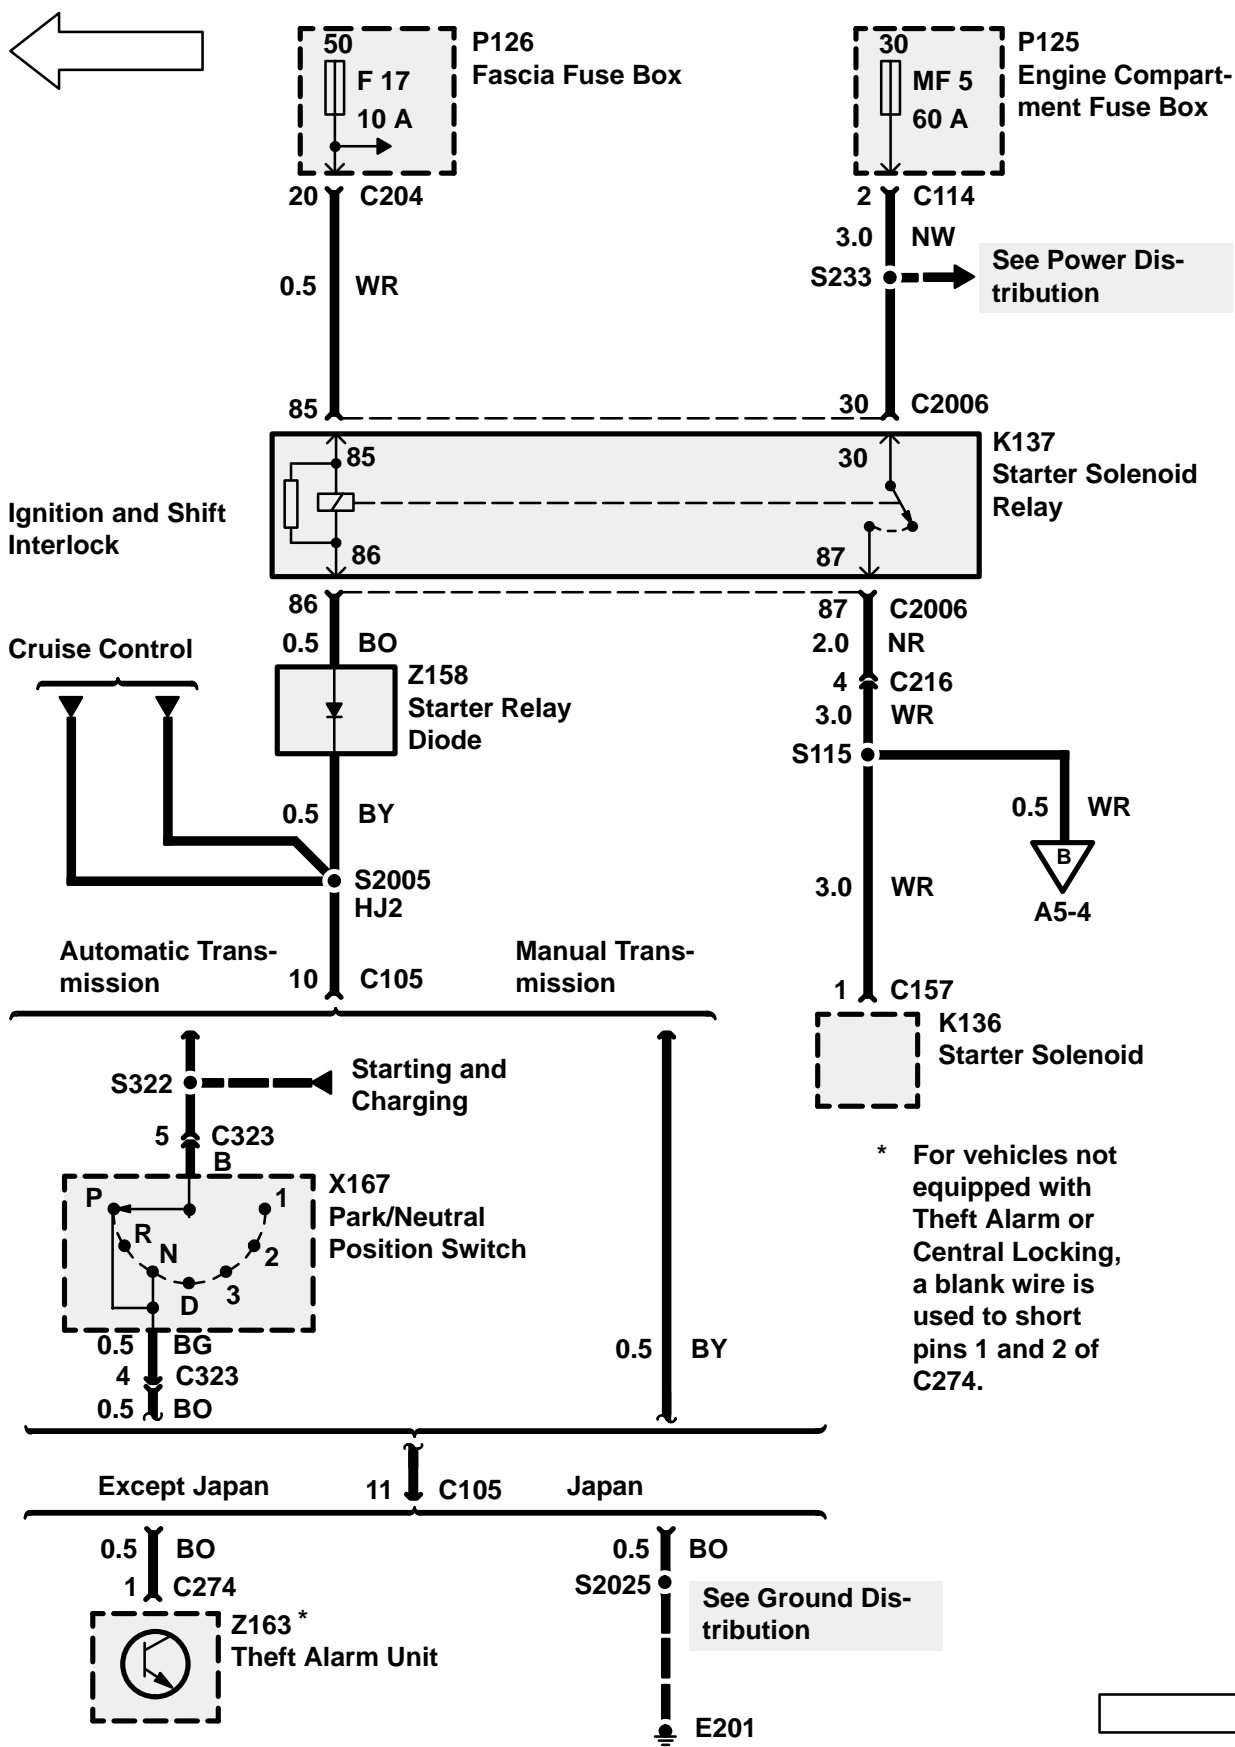 50
F 17
10 A
P126
Fascia Fuse Box
30
MF 5
60 A
P125
Engine Compart-
ment Fuse Box
20 C204
2 C114
3.0 NW
0.5 WR
S233
See Power Dis-
tribution
85
30 C2006
85
30
K137
Starter Solenoid
Relay
Ignition and Shift
Interlock
86
87
86
87 C2006
0.5 BO
2.0 NR
Cruise Control
Z158
Starter Relay
Diode
4 C216
3.0 WR
S115
0.5 BY
0.5 WR
B
A5-4
S2005
HJ2
3.0 WR
Automatic Trans-
mission
Manual Trans-
mission
10 C105
1 C157
K136
Starter Solenoid
S322
Starting and
Charging
5 C323
B
X167
Park/Neutral
Position Switch
P
R
N
D
3
2
1
* For vehicles not
equipped with
Theft Alarm or
Central Locking,
a blank wire is
used to short
pins 1 and 2 of
C274.
0.5 BG
4 C323
0.5 BO
0.5 BY
Except Japan
11 C105
Japan
0.5 BO
1 C274
Z163 *
Theft Alarm Unit
0.5 BO
S2025
See Ground Dis-
tribution
E201